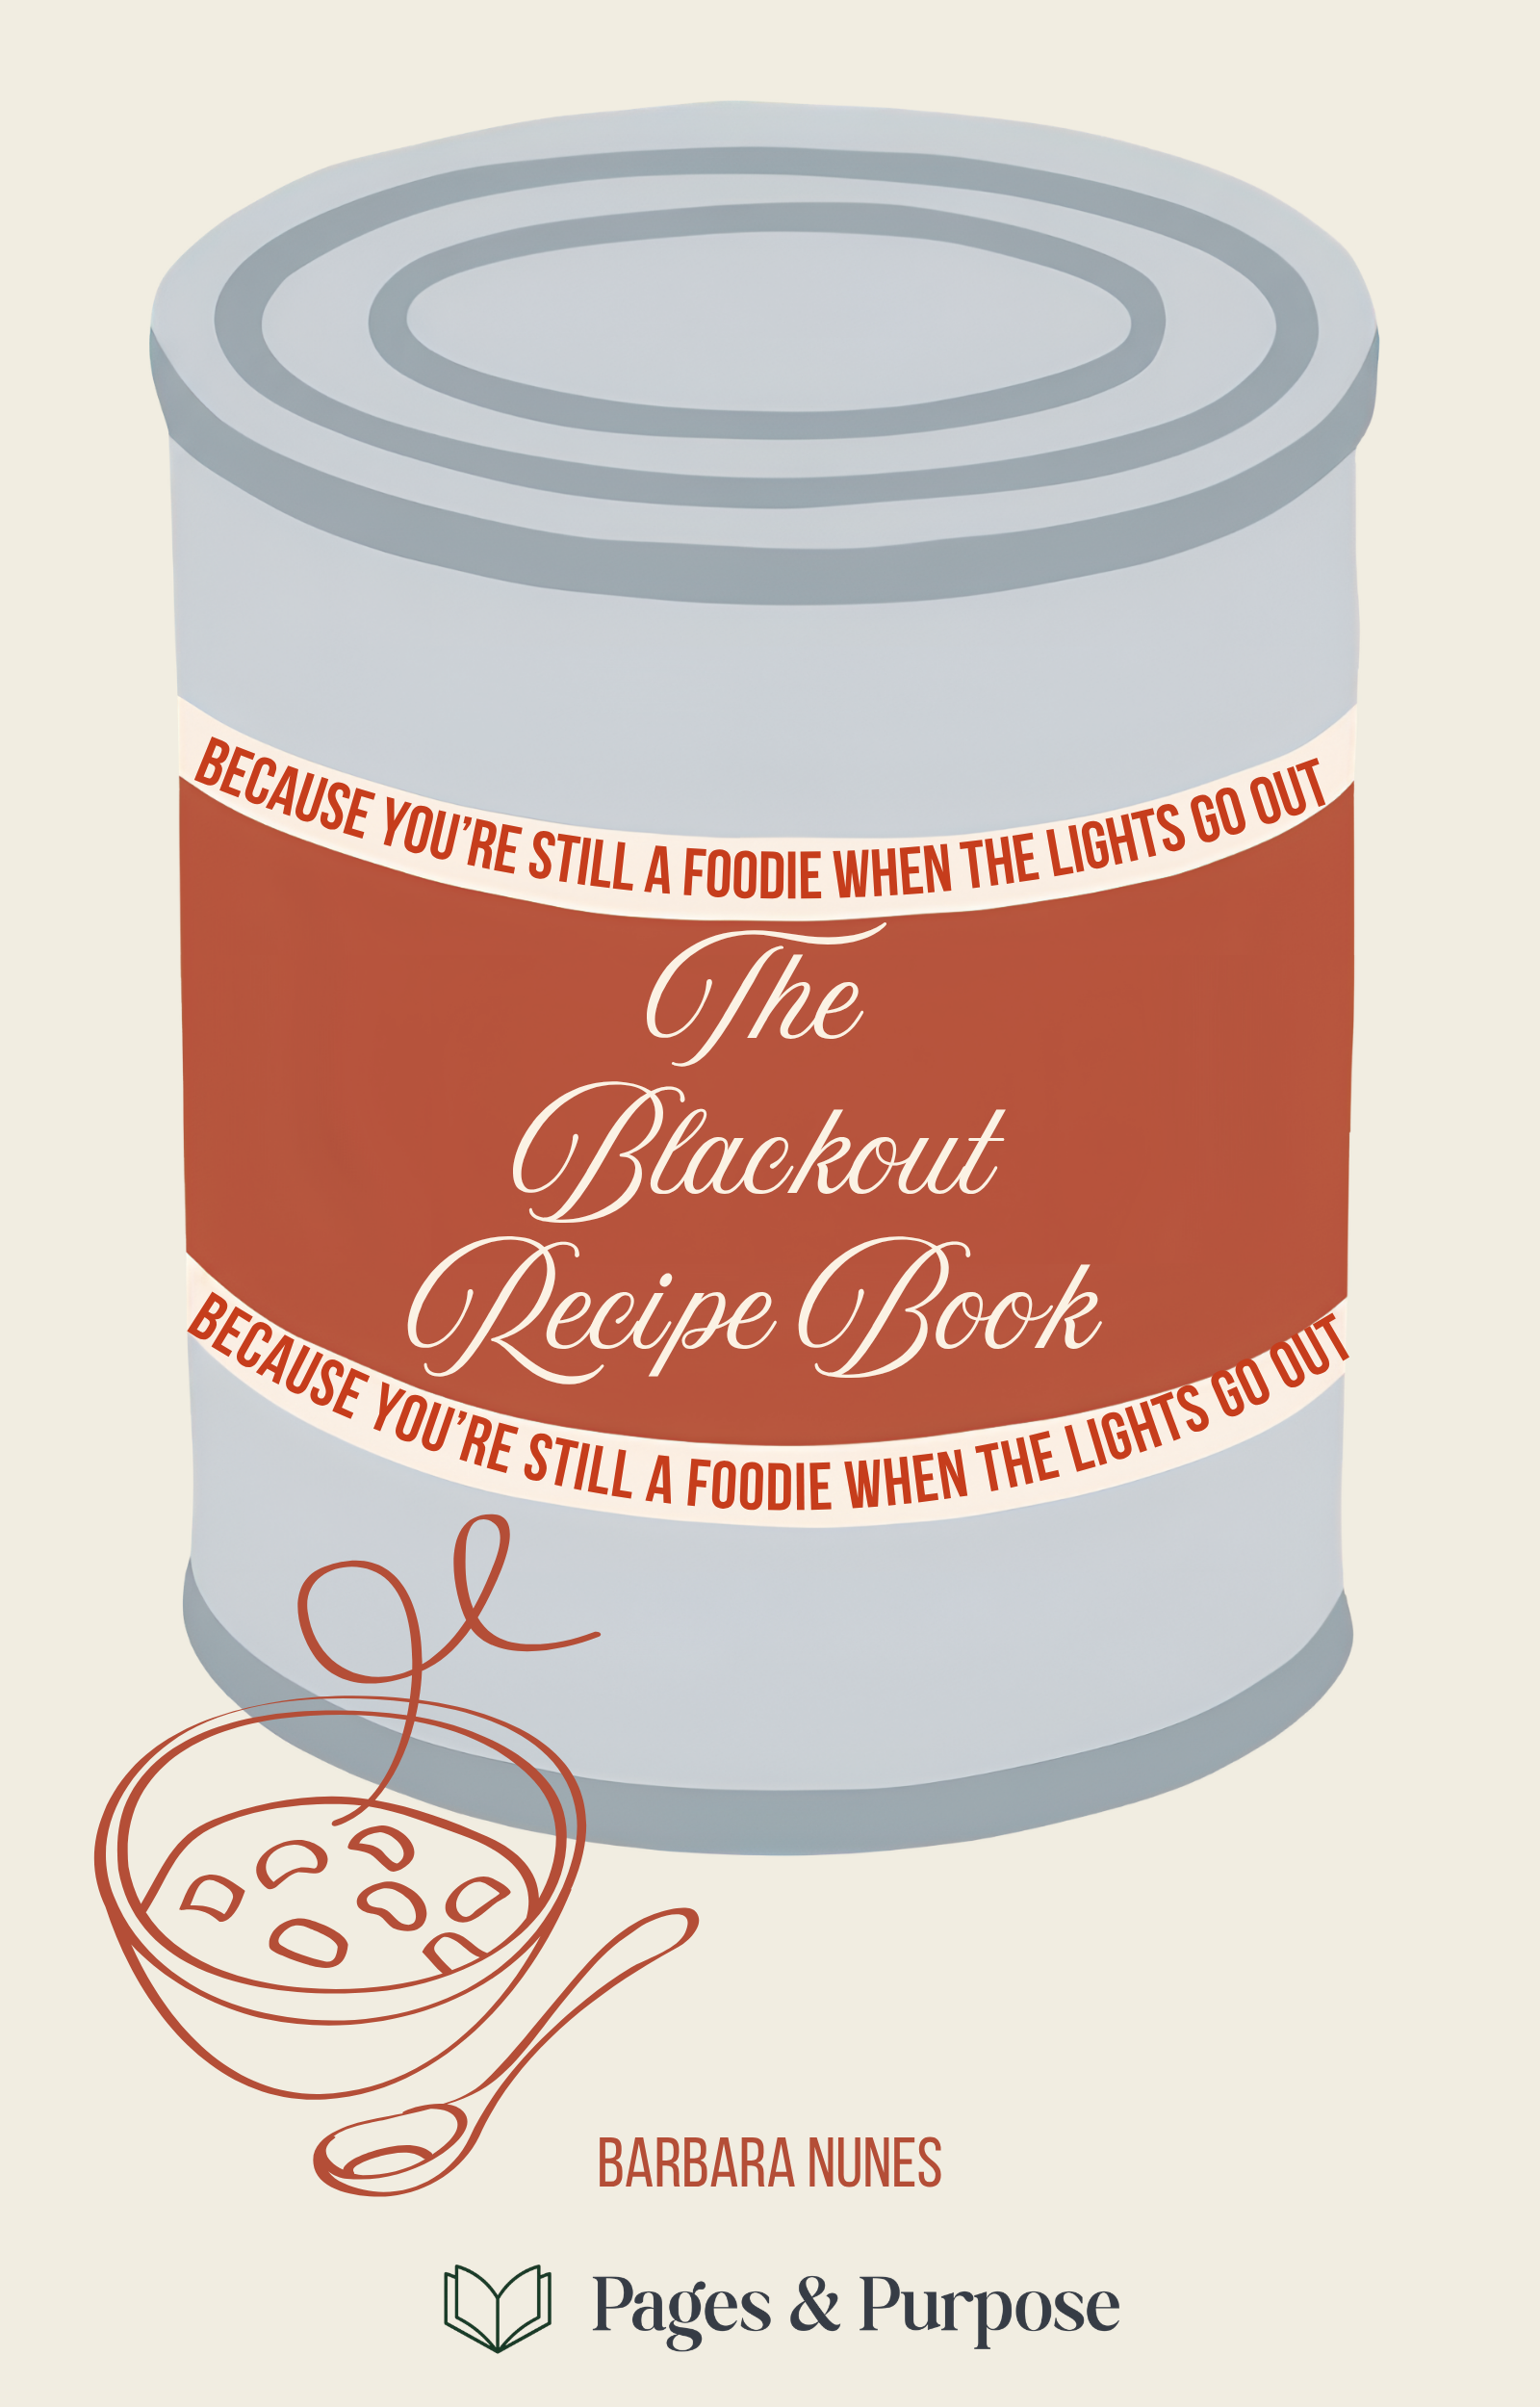 BECAUSE YOU'RE STILL A FOODIE WHEN THE LIGHTS GO OUT
The
Blackout
Recipe Book
BECAUSE YOU'RE STILL A FOODIE WHEN THE LIGHTS GO OUT
BARBARA NUNES
Pages & Purpose